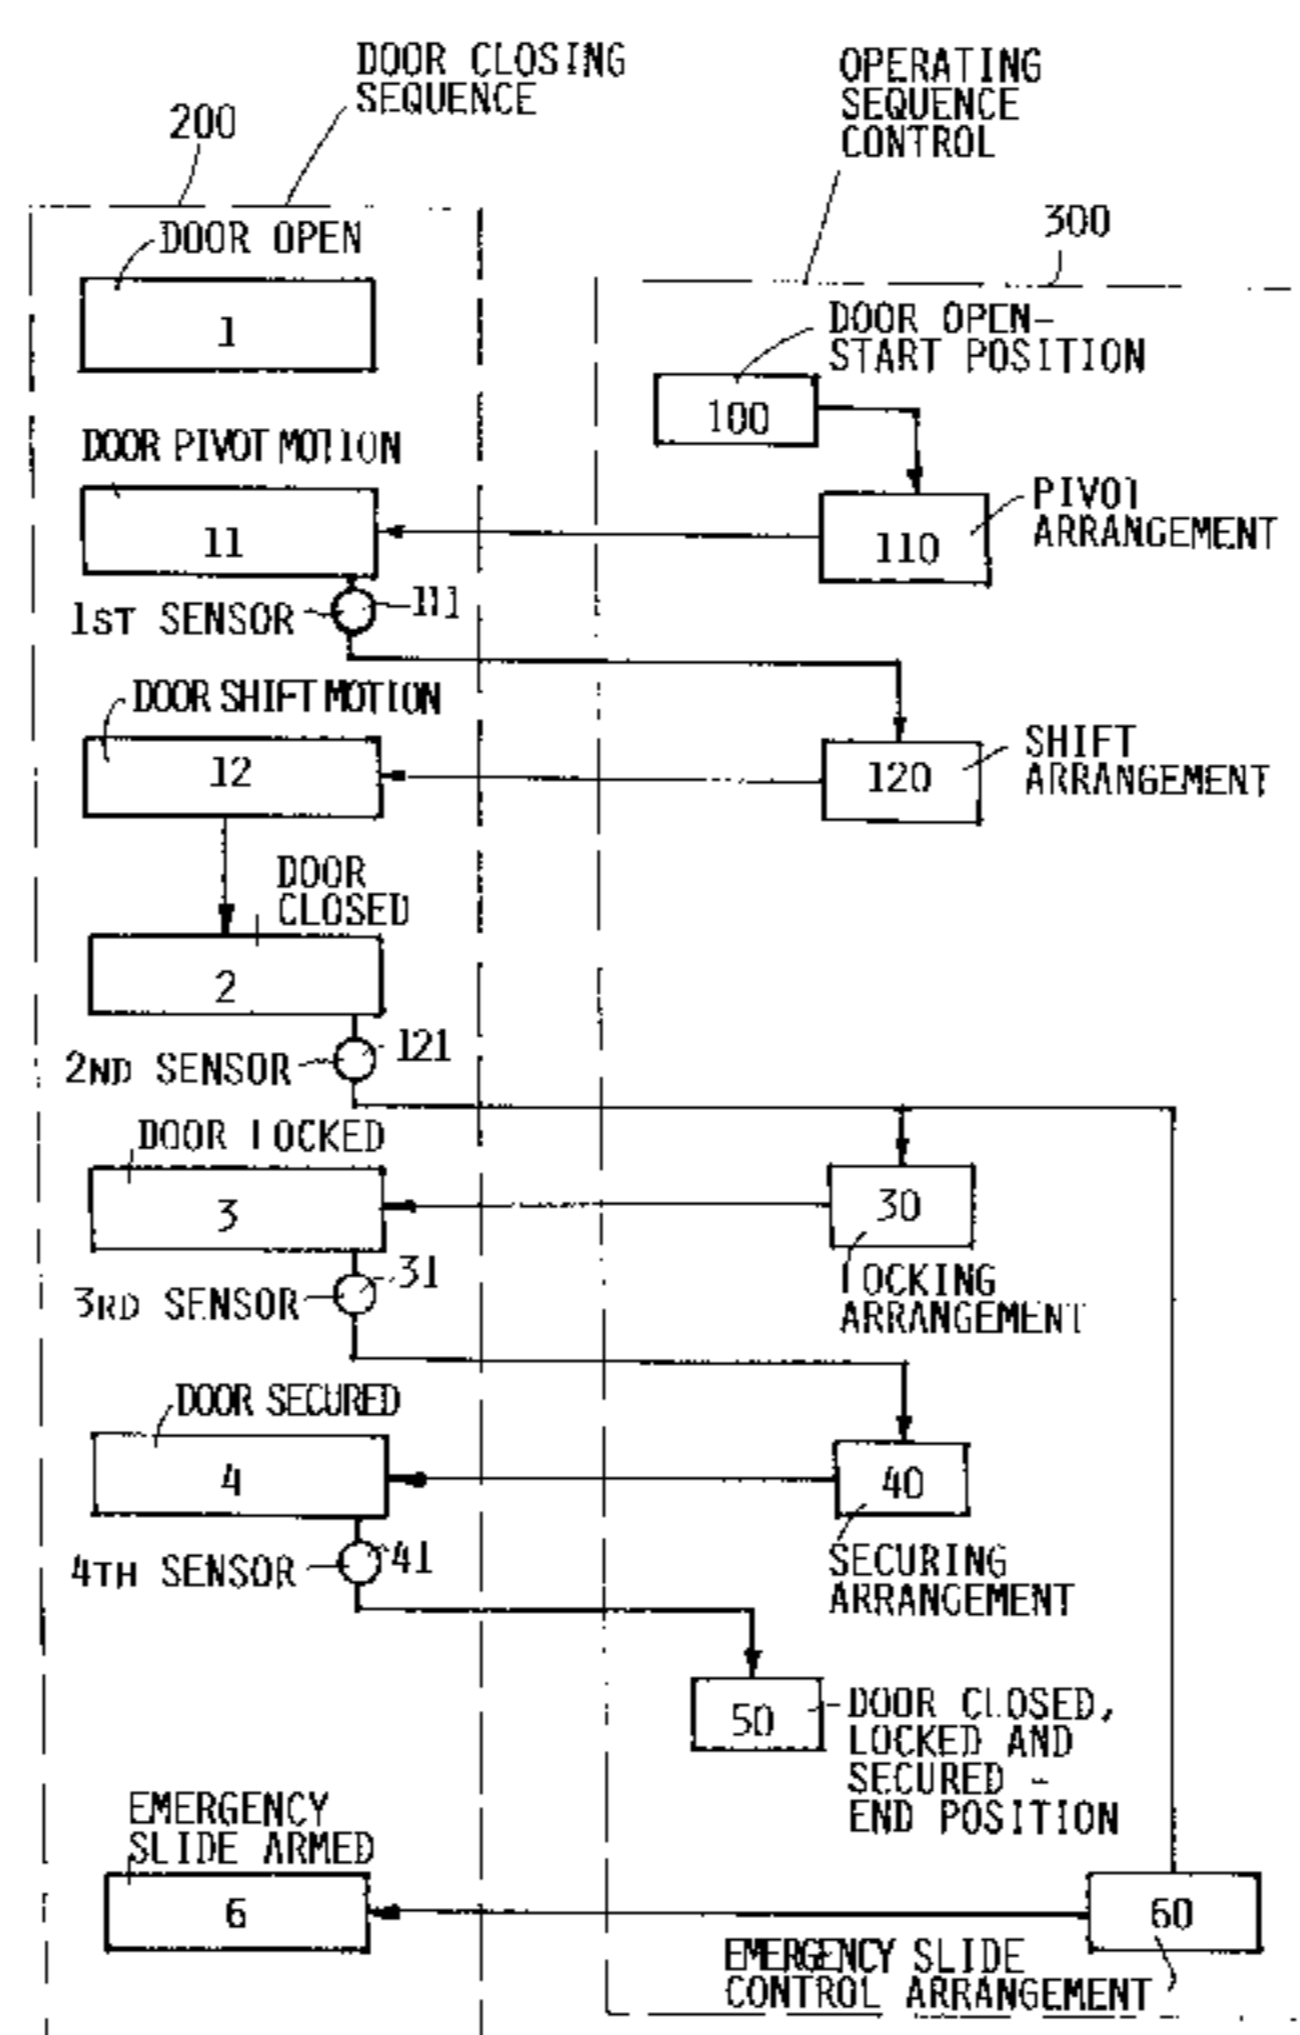 DOOR CLOSING
SEQUENCE
200
OPERATING
SEQUENCE
CONTROL
300
DOOR OPEN
1
DOOR OPEN-
START POSITION
100
DOOR PIVOT MOTION
11
110
PIVOT
ARRANGEMENT
1ST SENSOR
111
DOOR SHIFT MOTION
12
120
SHIFT
ARRANGEMENT
DOOR
CLOSED
2
2ND SENSOR
121
DOOR LOCKED
3
30
LOCKING
ARRANGEMENT
3RD SENSOR
31
DOOR SECURED
4
40
SECURING
ARRANGEMENT
4TH SENSOR
41
50
DOOR CLOSED,
LOCKED AND
SECURED -
END POSITION
EMERGENCY
SLIDE ARMED
6
60
EMERGENCY SLIDE
CONTROL ARRANGEMENT